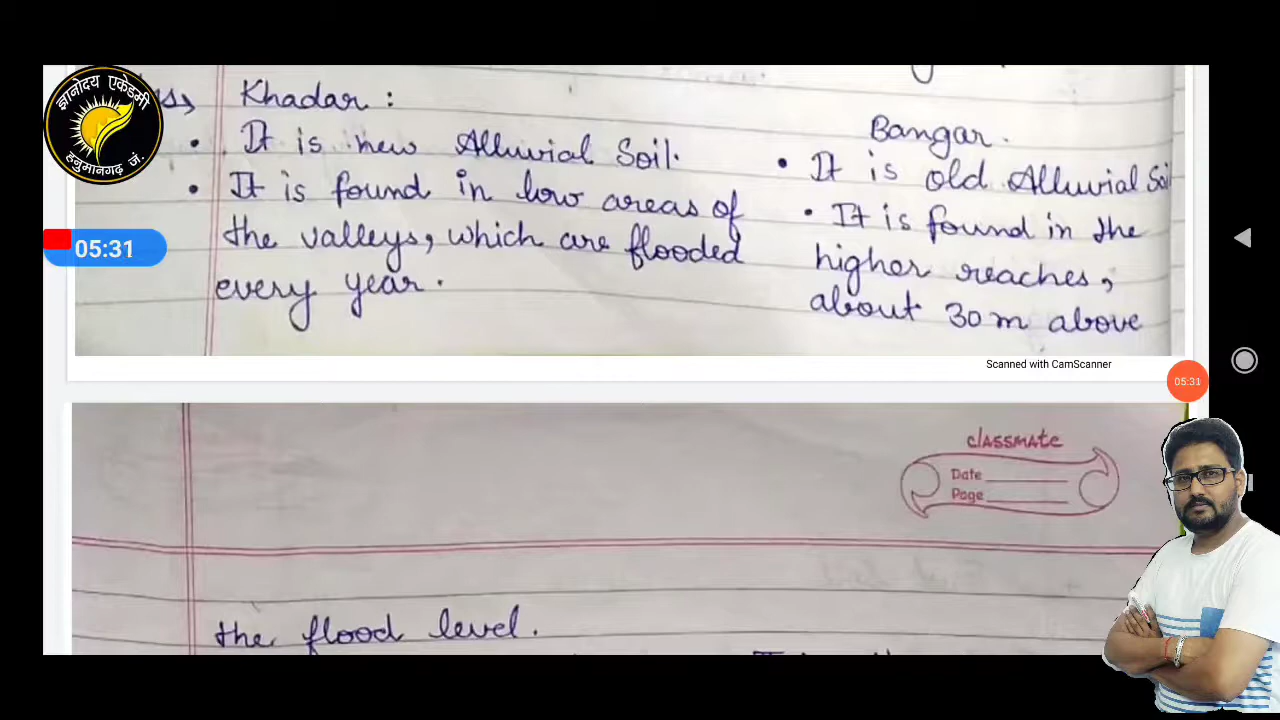 ज्ञानोदय एकेडमी
हनुमानगढ़ जं.
Khadar :
• It is new Alluvial Soil.
• It is found in low areas of
the valleys, which are flooded
every year.
Bangar.
• It is old Alluvial Soi
• It is found in the
higher reaches,
about 30m above
05:31
Scanned with CamScanner
05:31
classmate
Date
Page
the flood level.